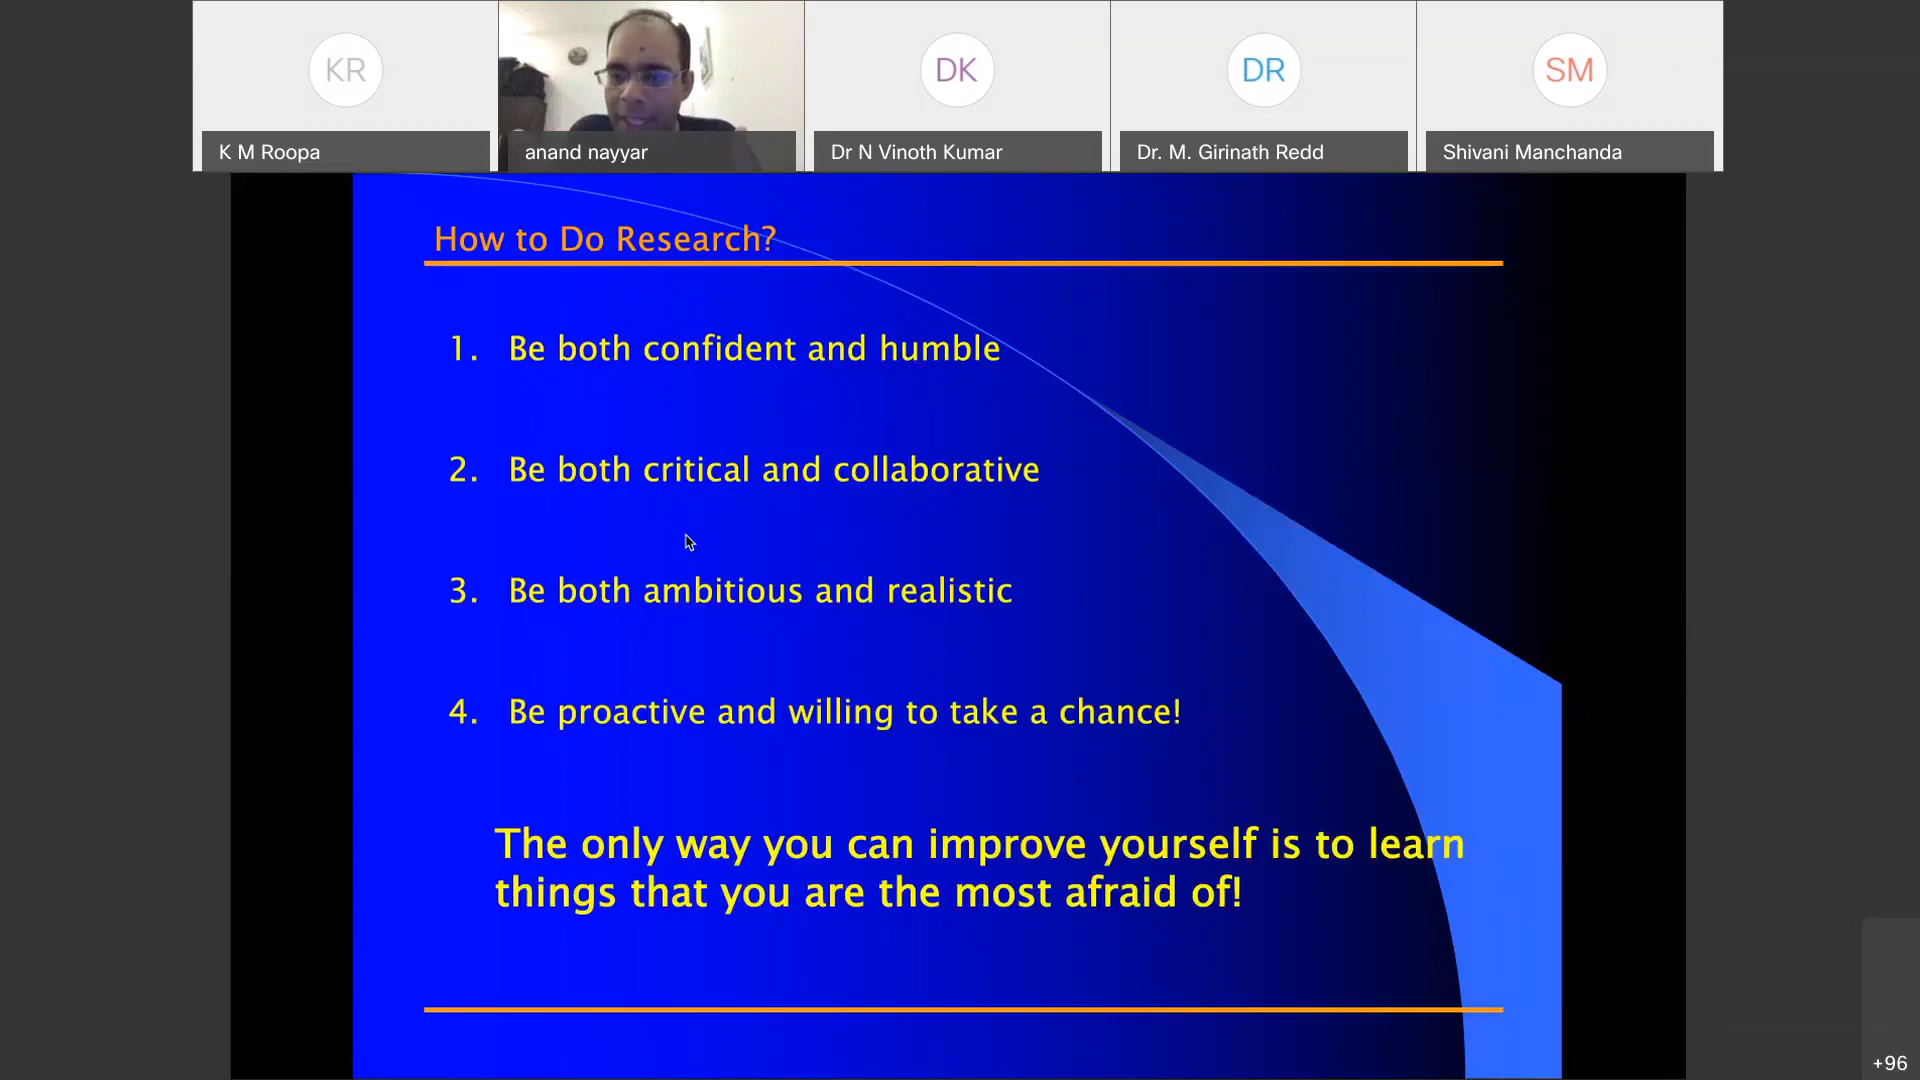 KR
DK
DR
SM
K M Roopa
anand nayyar
Dr N Vinoth Kumar
Dr. M. Girinath Redd
Shivani Manchanda
How to Do Research?
1. Be both confident and humble
2. Be both critical and collaborative
3. Be both ambitious and realistic
4. Be proactive and willing to take a chance!
The only way you can improve yourself is to learn
things that you are the most afraid of!
+96